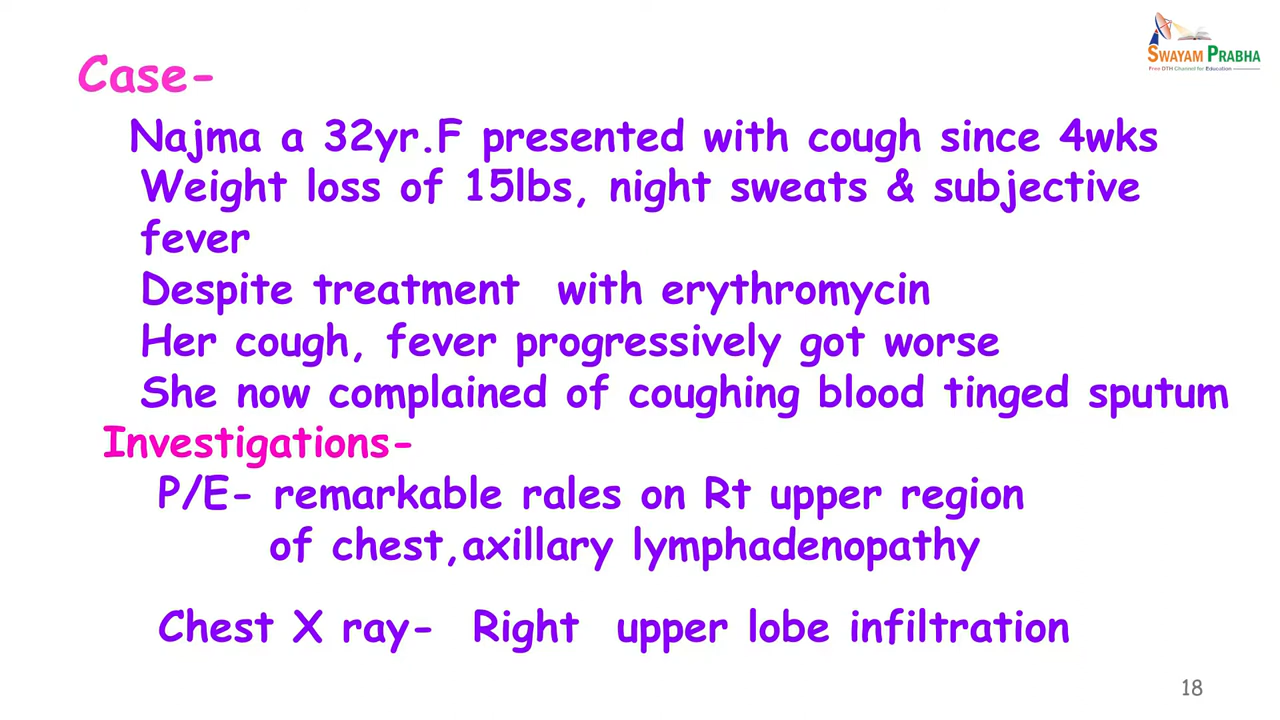 SWAYAM PRABHA
Free DTH Channel for Education
Case-
Najma a 32yr.F presented with cough since 4wks
Weight loss of 15lbs, night sweats & subjective
fever
Despite treatment with erythromycin
Her cough, fever progressively got worse
She now complained of coughing blood tinged sputum
Investigations-
P/E- remarkable rales on Rt upper region
of chest,axillary lymphadenopathy
Chest X ray- Right upper lobe infiltration
18